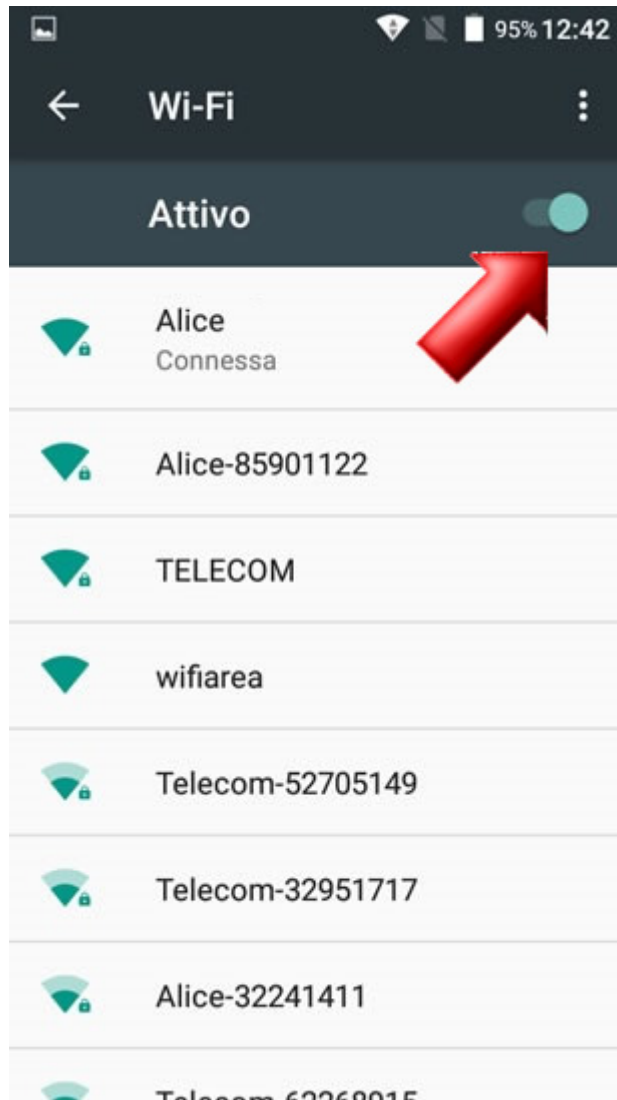 95% 12:42
Wi-Fi
Attivo
Alice
Connessa
Alice-85901122
TELECOM
wifiarea
Telecom-52705149
Telecom-32951717
Alice-32241411